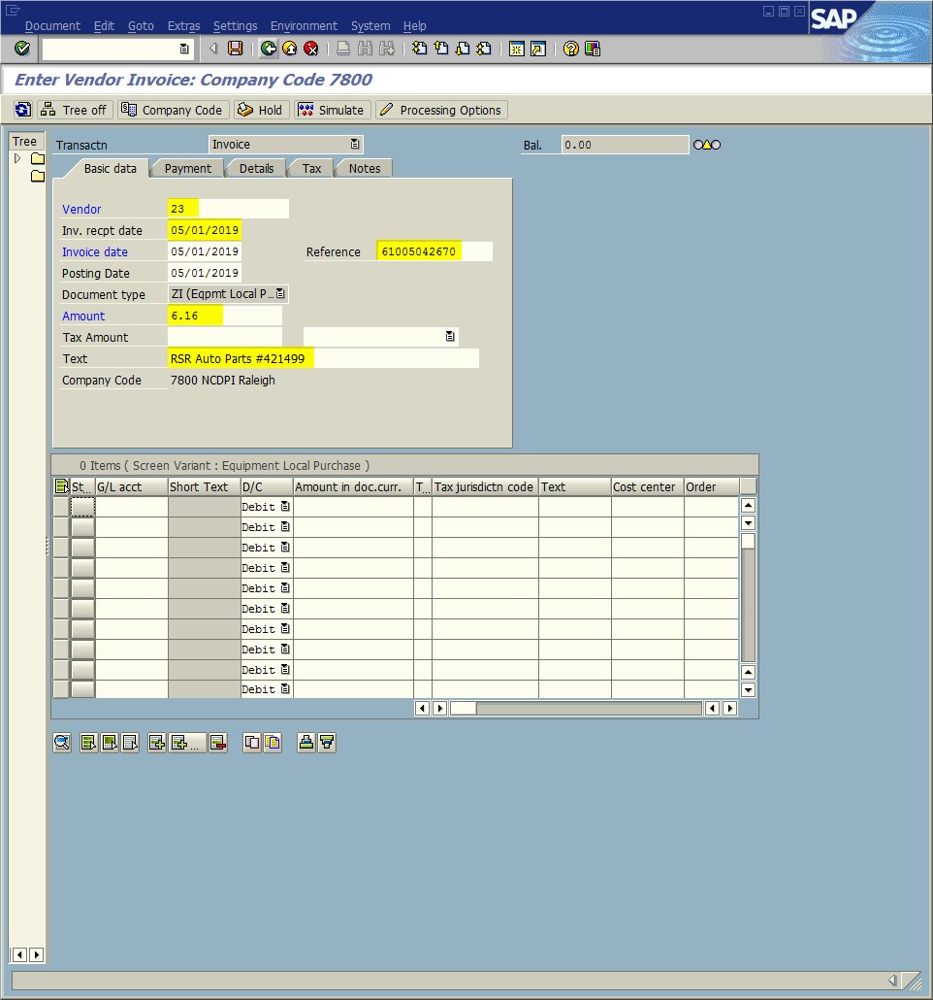 Document Edit Goto Extras Settings Environment System Help
SAP
Enter Vendor Invoice: Company Code 7800
Tree off Company Code Hold Simulate Processing Options
Tree
Transactn Invoice Bal. 0.00
Basic data Payment Details Tax Notes
Vendor 23
Inv. recpt date 05/01/2019
Invoice date 05/01/2019 Reference 61005042670
Posting Date 05/01/2019
Document type ZI (Eqpmt Local P...
Amount 6.16
Tax Amount
Text RSR Auto Parts #421499
Company Code 7800 NCDPI Raleigh
0 Items ( Screen Variant : Equipment Local Purchase )
St... G/L acct Short Text D/C Amount in doc.curr. T... Tax jurisdictn code Text Cost center Order
Debit
Debit
Debit
Debit
Debit
Debit
Debit
Debit
Debit
Debit
...